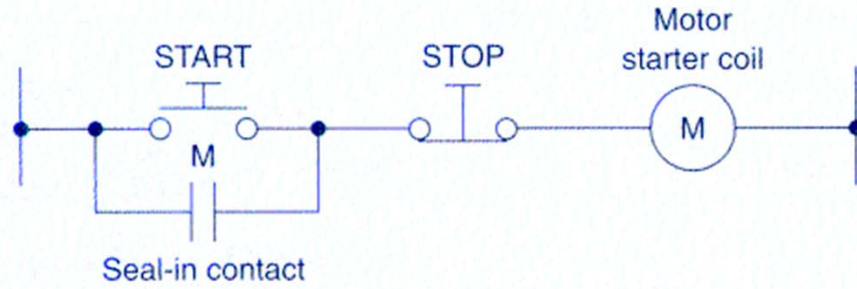 Motor
START STOP starter coil
M
M
Seal-in contact